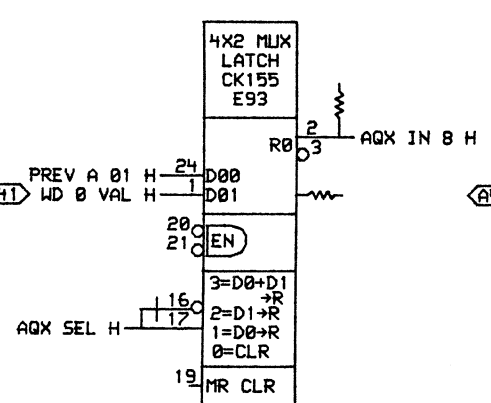 4X2 MUX
LATCH
CK155
E93
2
R0
3
AQX IN 8 H
PREV A 01 H
24
D00
WD 0 VAL H
1
D01
20
21
EN
3=D0+D1
→R
16
2=D1→R
17
AQX SEL H
1=D0→R
0=CLR
19
MR CLR